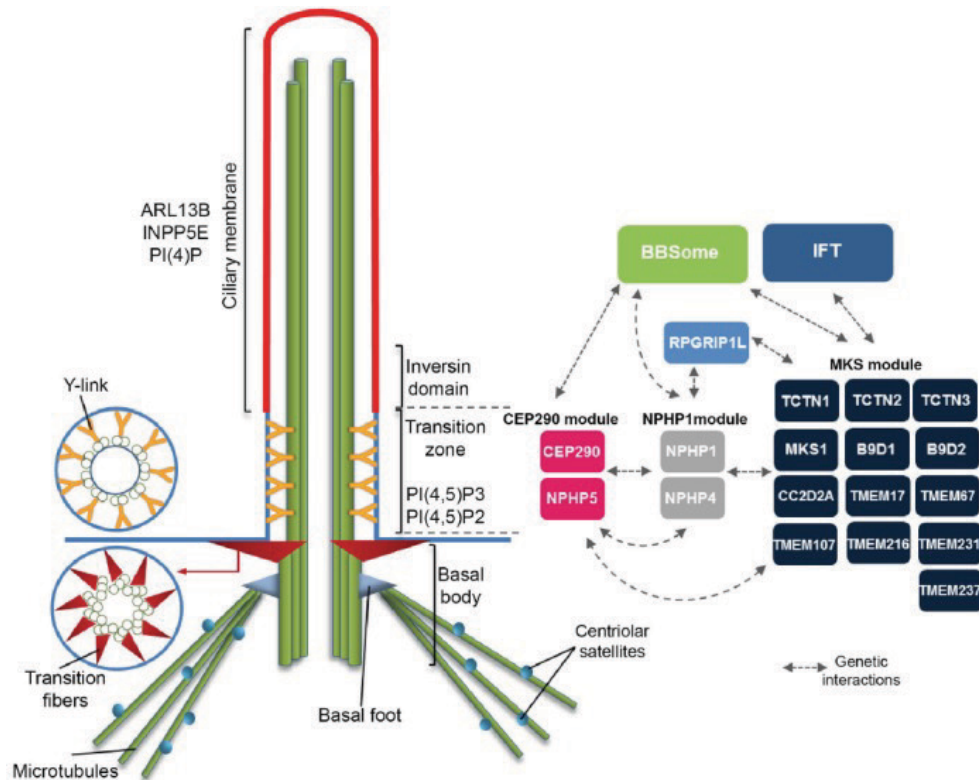 ARL13B
INPP5E
PI(4)P
Ciliary membrane
Y-link
Inversin
domain
Transition
zone
PI(4,5)P3
PI(4,5)P2
Basal
body
Transition
fibers
Microtubules
Basal foot
Centriolar
satellites
BBSome
IFT
RPGRIP1L
MKS module
CEP290 module
NPHP1module
CEP290
NPHP5
NPHP1
NPHP4
TCTN1 TCTN2 TCTN3
MKS1 B9D1 B9D2
CC2D2A TMEM17 TMEM67
TMEM107 TMEM216 TMEM231
TMEM237
Genetic
interactions